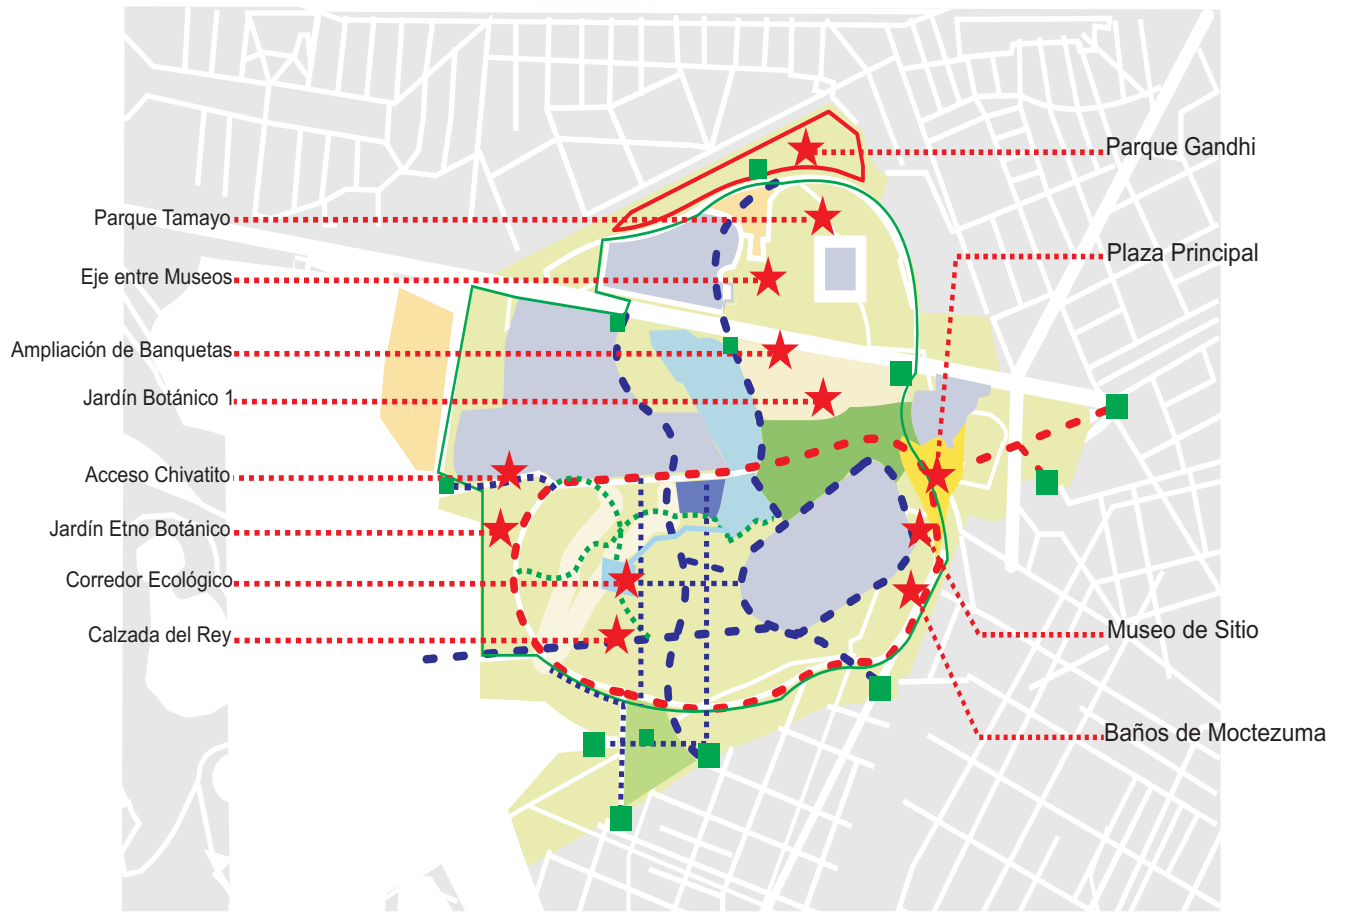 Parque Gandhi
Parque Tamayo
Plaza Principal
Eje entre Museos
Ampliación de Banquetas
Jardín Botánico 1
Acceso Chivatito
Jardín Etno Botánico
Corredor Ecológico
Calzada del Rey
Museo de Sitio
Baños de Moctezuma